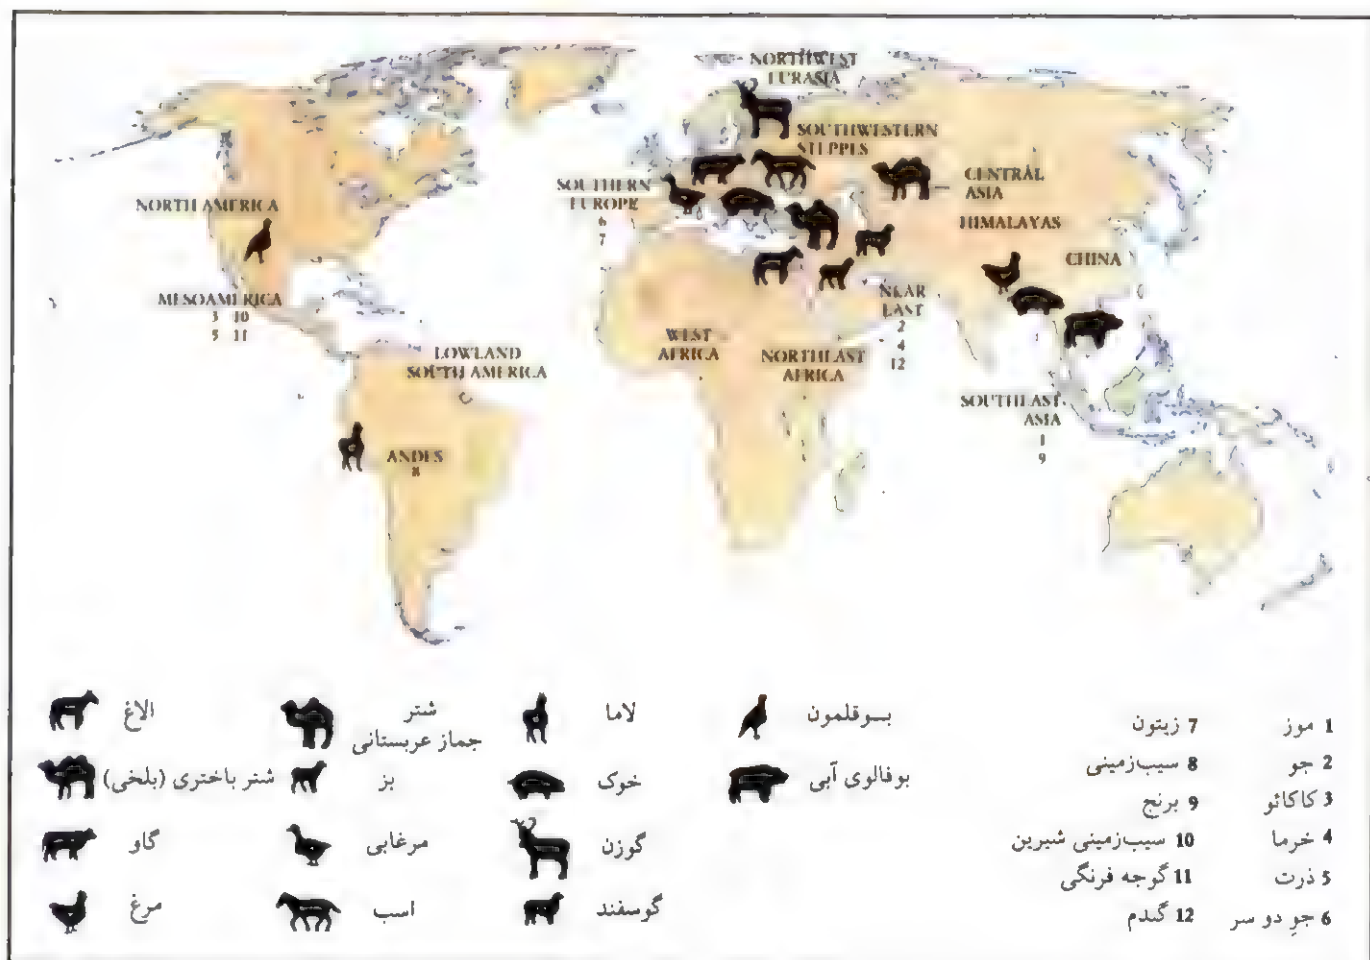 NORTHWEST
EURASIA
SOUTHWESTERN
STEPPES
CENTRAL
ASIA
SOUTHERN
EUROPE
6
7
NORTH AMERICA
HIMALAYAS
CHINA
NEAR
EAST
2
4
12
MESOAMERICA
3 10
5 11
WEST
AFRICA
NORTHEAST
AFRICA
LOWLAND
SOUTH AMERICA
SOUTHEAST
ASIA
1
9
ANDES
8
الاغ
شتر باختری (بلخی)
گاو
مرغ
شتر
جماز عربستانی
بز
مرغابی
اسب
لاما
خوک
گوزن
گوسفند
بوقلمون
بوفالوی آبی
1 موز
2 جو
3 کاکائو
4 خرما
5 ذرت
6 جوِ دو سر
7 زیتون
8 سیب‌زمینی
9 برنج
10 سیب‌زمینی شیرین
11 گوجه فرنگی
12 گندم